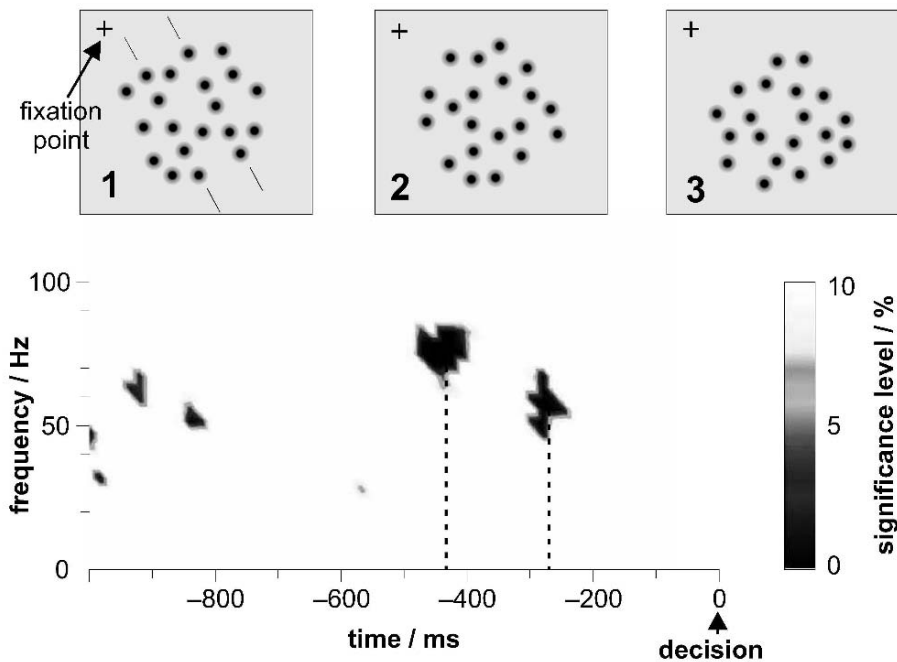 +
+
+
fixation
point
1
2
3
100
50
0
frequency / Hz
–800
–600
–400
–200
0
time / ms
decision
10
5
0
significance level / %